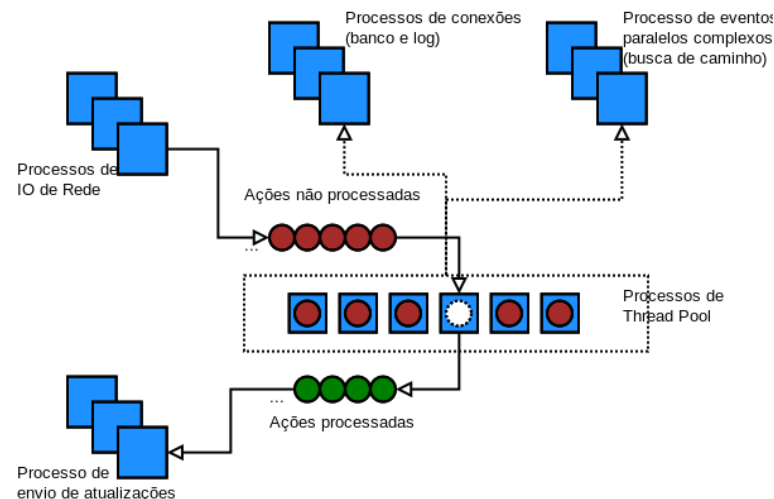 Processos de conexões
(banco e log)
Processo de eventos
paralelos complexos
(busca de caminho)
Processos de
IO de Rede
Ações não processadas
...
Processos de
Thread Pool
...
Ações processadas
Processo de
envio de atualizações